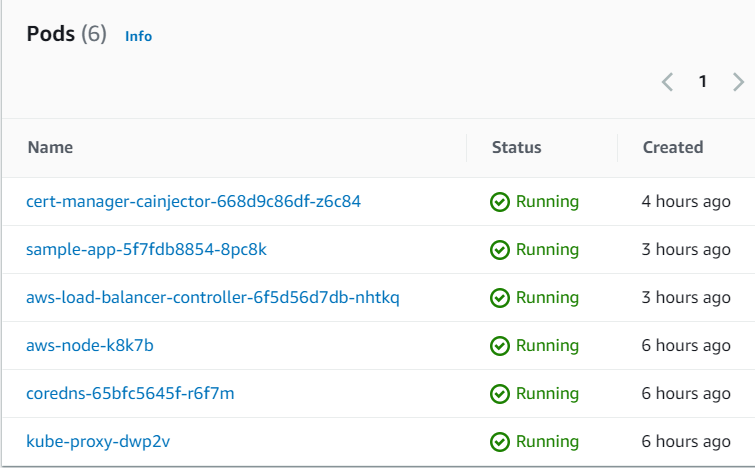 Pods (6) Info
1
Name Status Created
cert-manager-cainjector-668d9c86df-z6c84 Running 4 hours ago
sample-app-5f7fdb8854-8pc8k Running 3 hours ago
aws-load-balancer-controller-6f5d56d7db-nhtkq Running 3 hours ago
aws-node-k8k7b Running 6 hours ago
coredns-65bfc5645f-r6f7m Running 6 hours ago
kube-proxy-dwp2v Running 6 hours ago